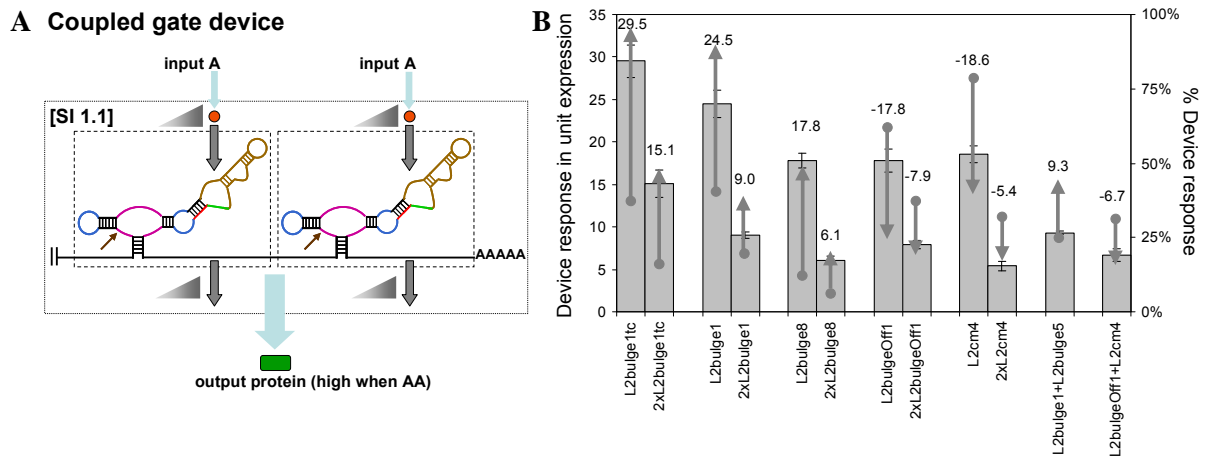 A Coupled gate device
input A
input A
[SI 1.1]
AAAAA
output protein (high when AA)
B
Device response in unit expression
35
30
25
20
15
10
5
0
29.5
15.1
24.5
9.0
17.8
6.1
-17.8
-7.9
-18.6
-5.4
9.3
-6.7
100%
75%
50%
25%
0%
% Device response
L2bulge1tc
2xL2bulge1tc
L2bulge1
2xL2bulge1
L2bulge8
2xL2bulge8
L2bulgeOff1
2xL2bulgeOff1
L2cm4
2xL2cm4
L2bulge1+L2bulge5
L2bulgeOff1+L2cm4